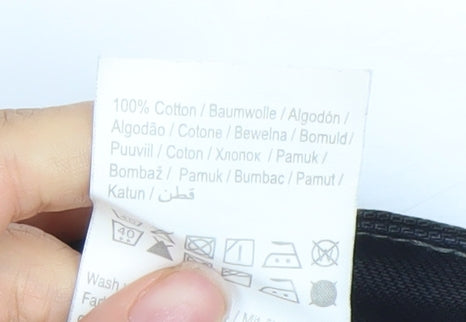 100% Cotton / Baumwolle / Algodón /
Algodão / Cotone / Bewelna / Bomuld /
Puuvill / Coton / Хлопок / Pamuk /
Bombaž / Pamuk / Bumbac / Pamut /
Katun / قطن
40
Wash